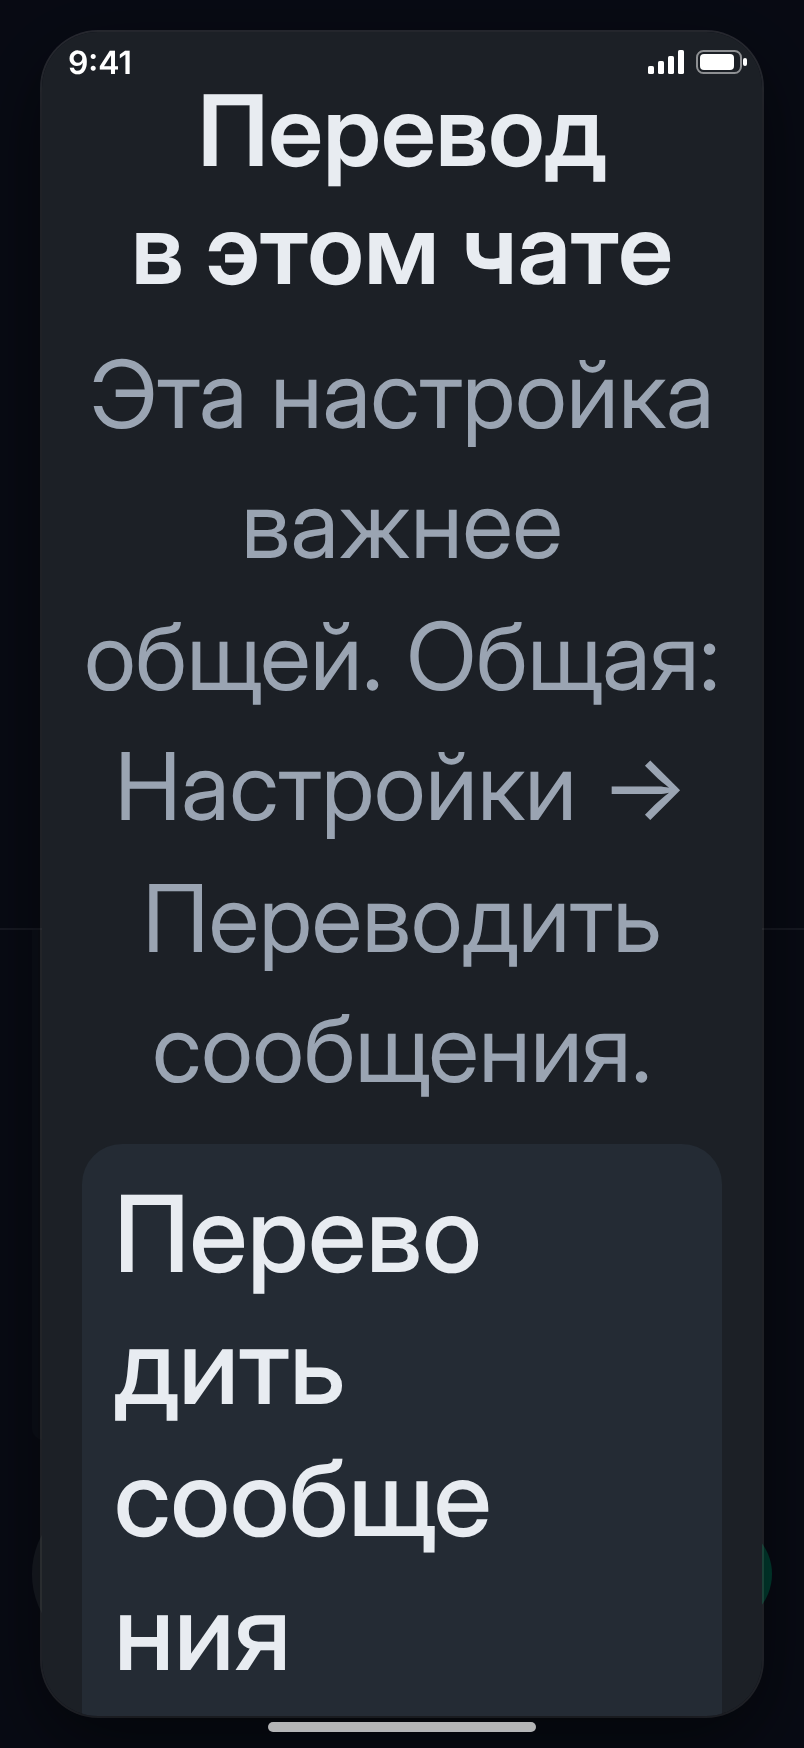 9:41
Перевод
в этом чате
Эта настройка
важнее
общей. Общая:
Настройки →
Переводить
сообщения.
Перево
дить
сообще
ния